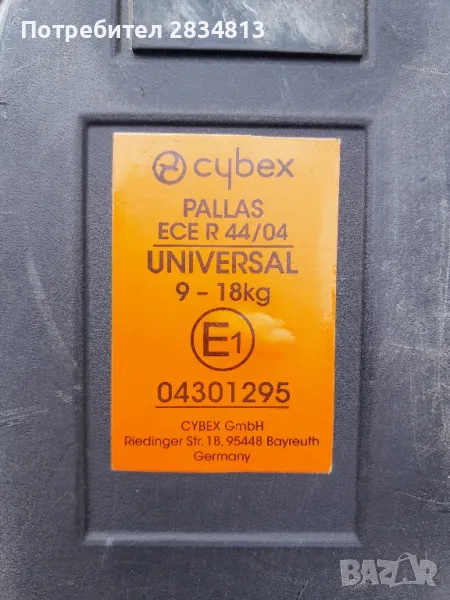 Потребител 2834813
cybex
PALLAS
ECE R 44/04
UNIVERSAL
9 - 18kg
E1
04301295
CYBEX GmbH
Riedinger Str. 18, 95448 Bayreuth
Germany
BAZAR